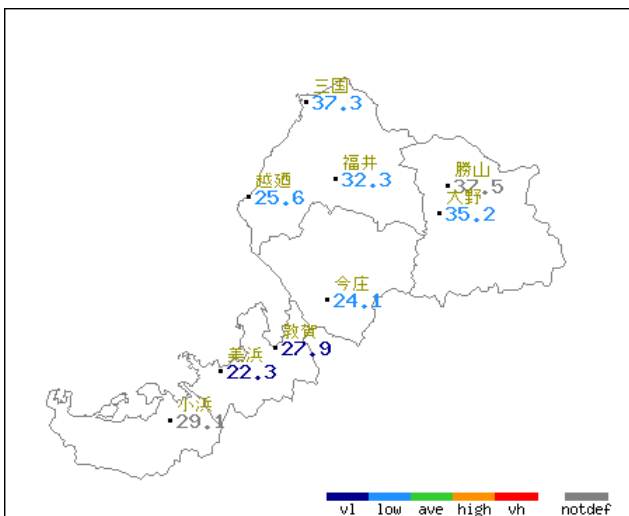 三国
37.3
福井
32.3
勝山
37.5
越廼
25.6
大野
35.2
今庄
24.1
敦賀
27.9
美浜
22.3
小浜
29.1
vl low ave high vh notdef